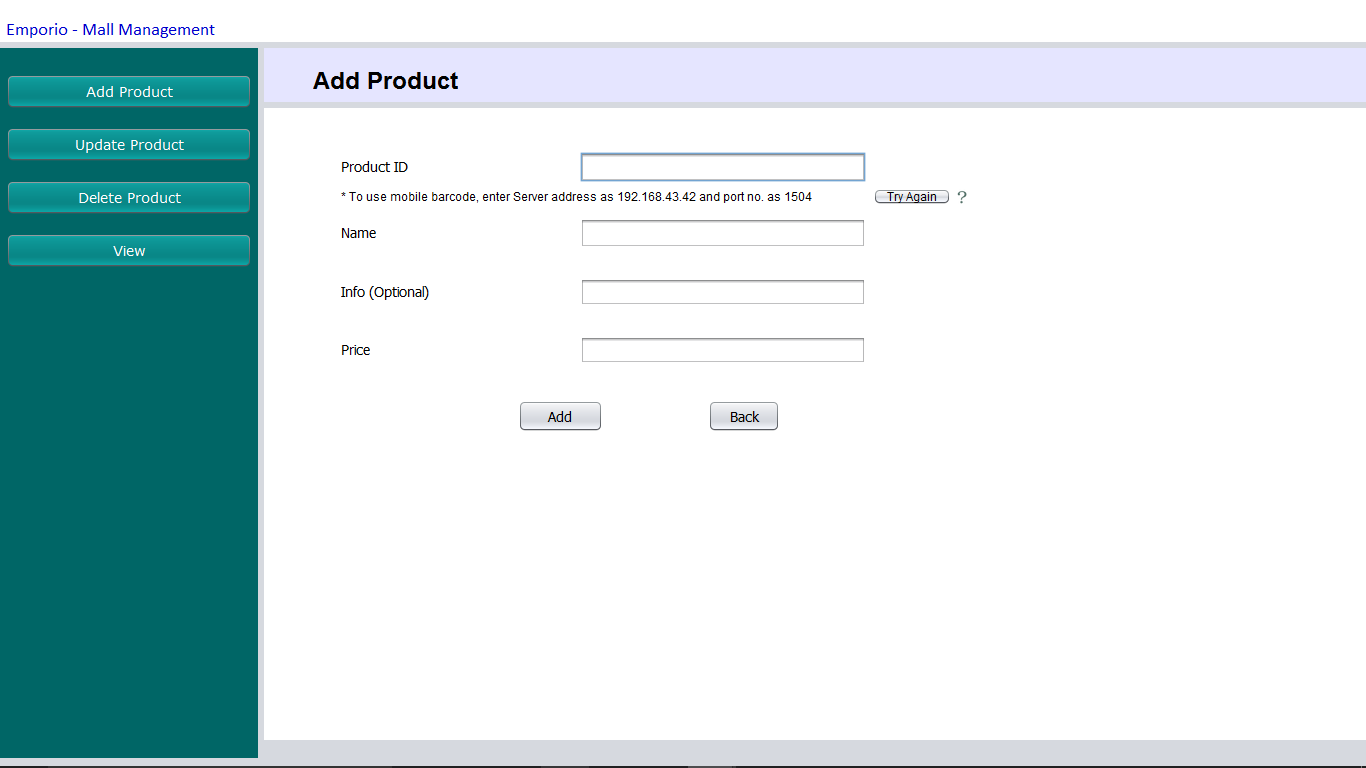 Emporio - Mall Management
Add Product
Update Product
Delete Product
View
Add Product
Product ID
* To use mobile barcode, enter Server address as 192.168.43.42 and port no. as 1504
Try Again ?
Name
Info (Optional)
Price
Add Back